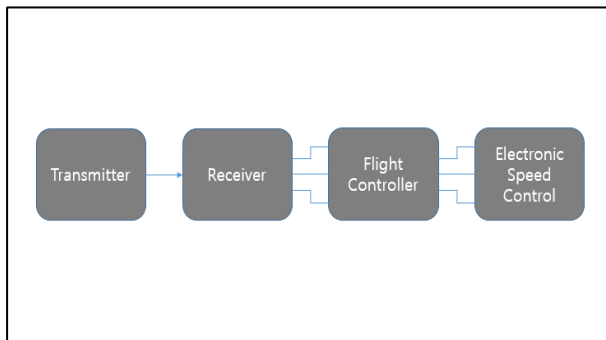 Transmitter
Receiver
Flight
Controller
Electronic
Speed
Control